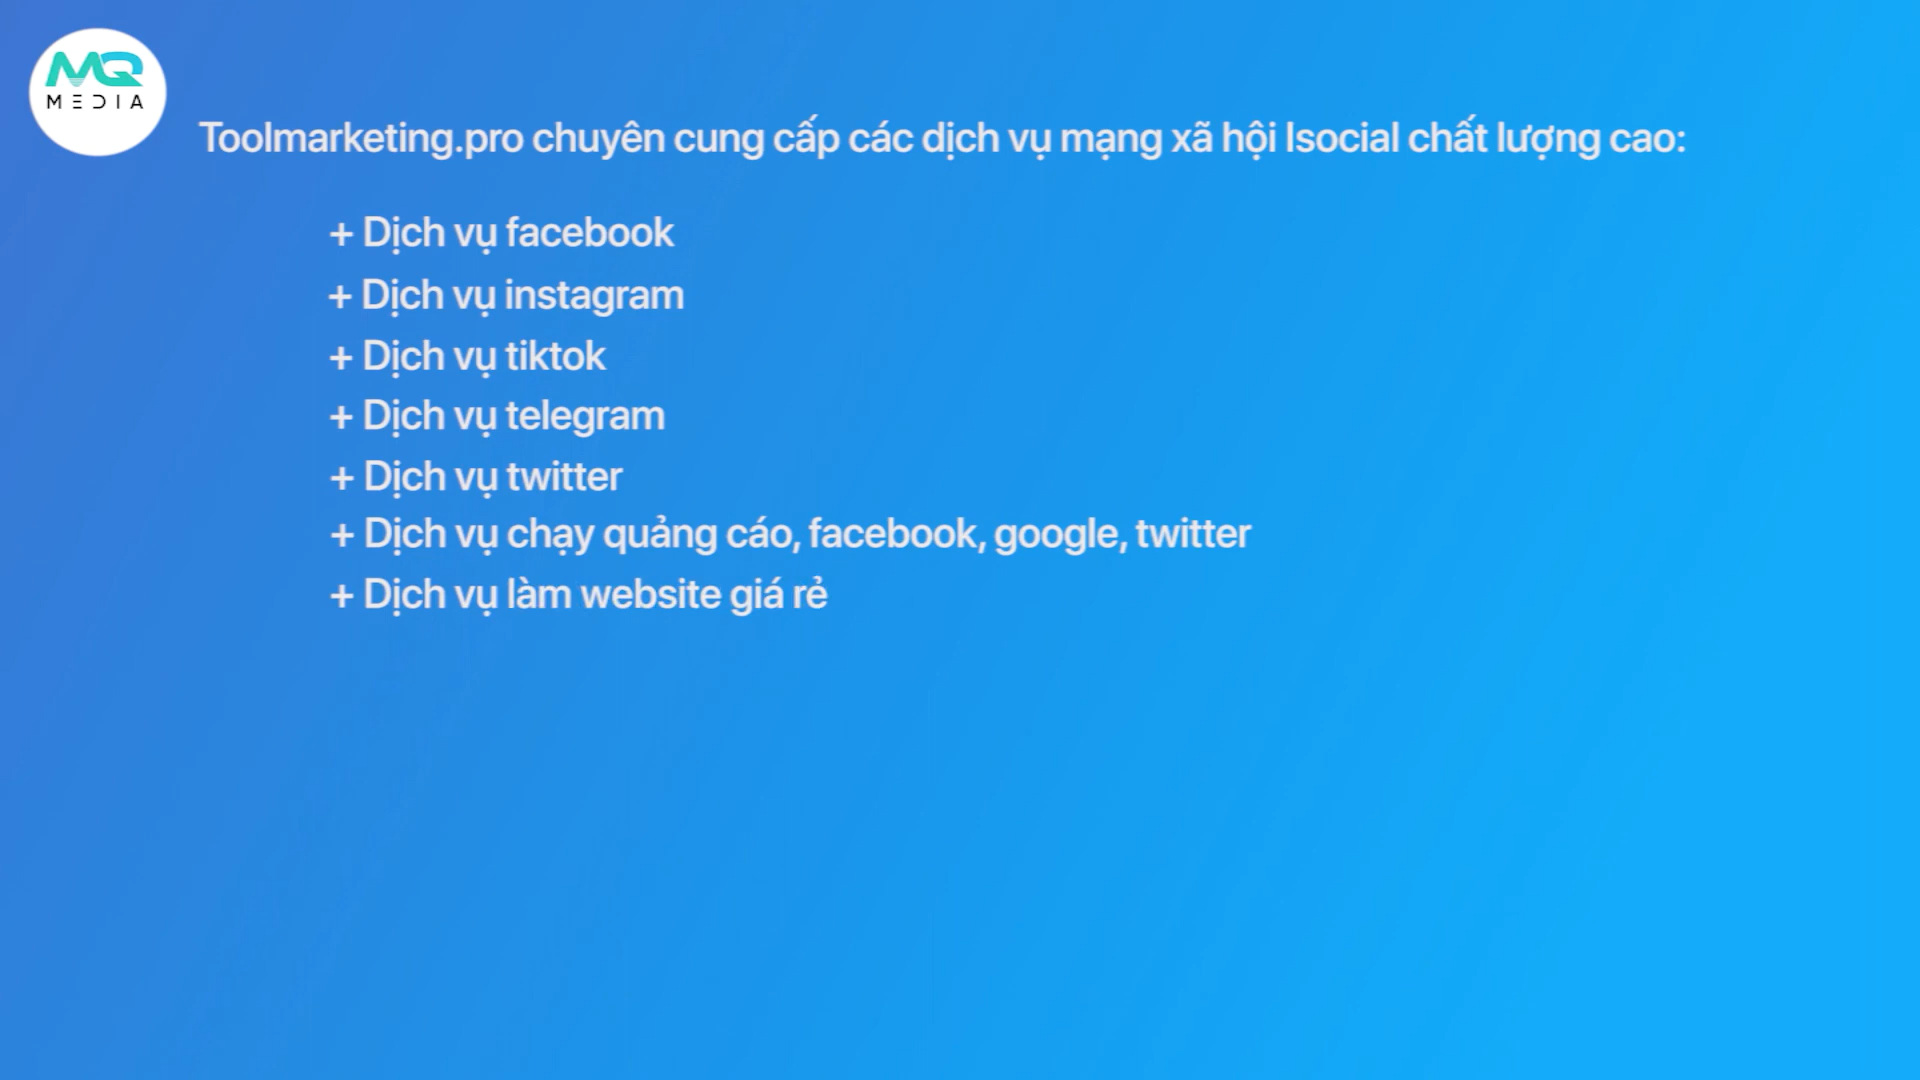 MQ
MEDIA
Toolmarketing.pro chuyên cung cấp các dịch vụ mạng xã hội Isocial chất lượng cao:
+ Dịch vụ facebook
+ Dịch vụ instagram
+ Dịch vụ tiktok
+ Dịch vụ telegram
+ Dịch vụ twitter
+ Dịch vụ chạy quảng cáo, facebook, google, twitter
+ Dịch vụ làm website giá rẻ